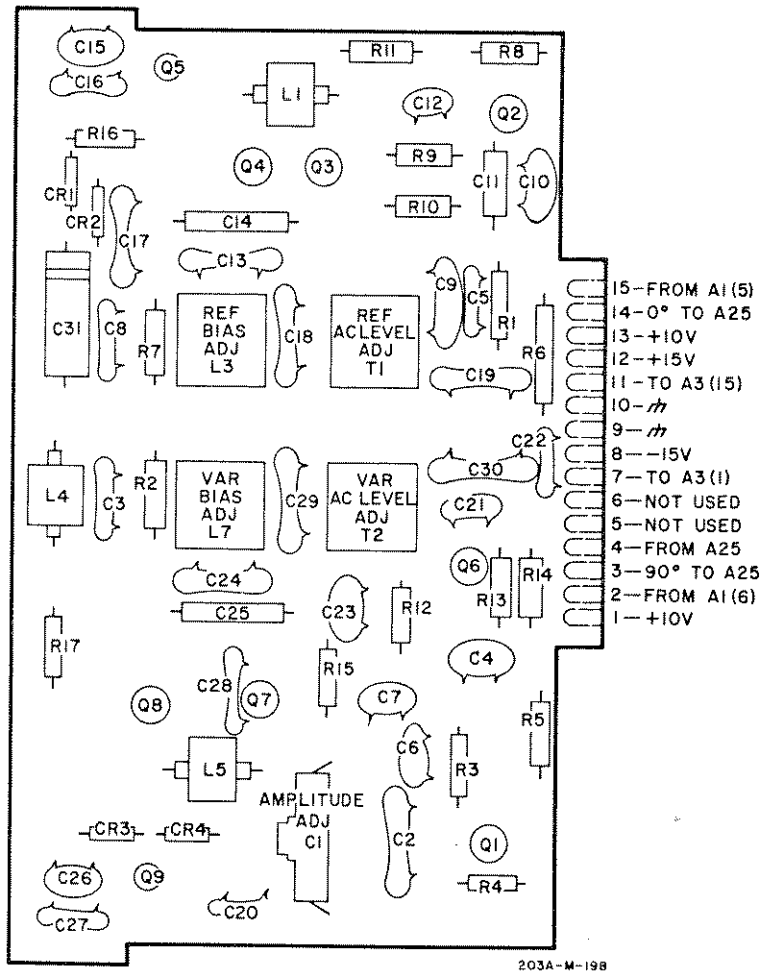 C15
C16
Q5
R11
R8
L1
C12
Q2
R16
Q4
Q3
R9
C11
C10
CR1
CR2
C17
C14
R10
C13
C31
C8
R7
REF
BIAS
ADJ
L3
C18
REF
AC LEVEL
ADJ
T1
C9
C5
R1
R6
C19
15-FROM A1(5)
14-0° TO A25
13-+10V
12-+15V
11-TO A3(15)
10-
9-
8--15V
7-TO A3(1)
6-NOT USED
5-NOT USED
4-FROM A25
3-90° TO A25
2-FROM A1(6)
1-+10V
L4
C3
R2
VAR
BIAS
ADJ
L7
C29
VAR
AC LEVEL
ADJ
T2
C30
C22
C21
Q6
R13
R14
C24
C25
C23
R12
R17
C28
R15
C4
Q8
Q7
C7
R5
L5
C6
R3
AMPLITUDE
ADJ
C1
CR3
CR4
C2
Q1
C26
Q9
R4
C27
C20
203A-M-198